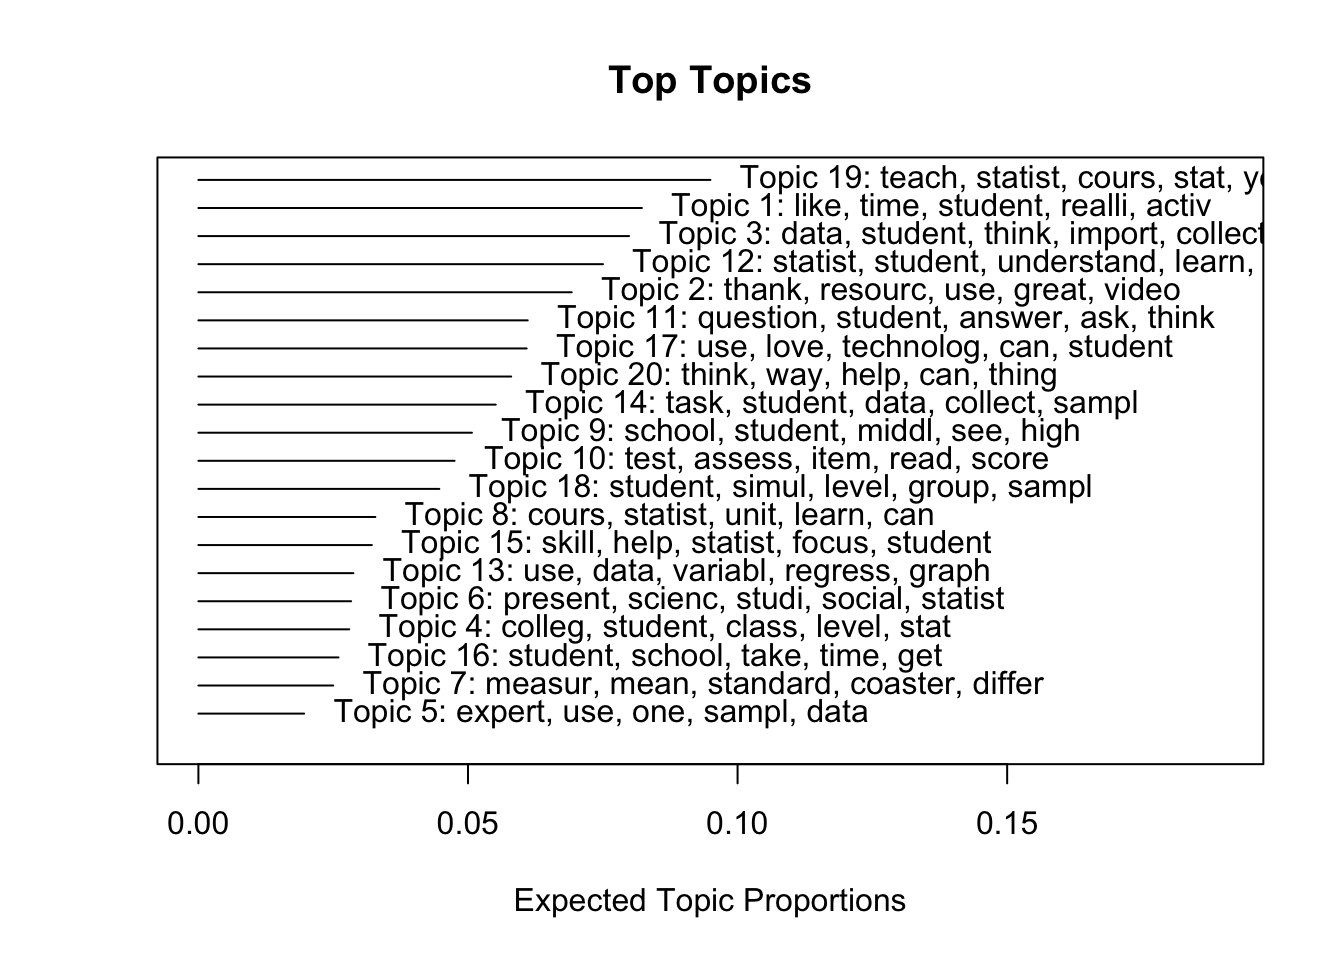 Top Topics
Topic 19: teach, statist, cours, stat,
Topic 1: like, time, student, realli, activ
Topic 3: data, student, think, import, collect
Topic 12: statist, student, understand, learn,
Topic 2: thank, resourc, use, great, video
Topic 11: question, student, answer, ask, think
Topic 17: use, love, technolog, can, student
Topic 20: think, way, help, can, thing
Topic 14: task, student, data, collect, sampl
Topic 9: school, student, middl, see, high
Topic 10: test, assess, item, read, score
Topic 18: student, simul, level, group, sampl
Topic 8: cours, statist, unit, learn, can
Topic 15: skill, help, statist, focus, student
Topic 13: use, data, variabl, regress, graph
Topic 6: present, scienc, studi, social, statist
Topic 4: colleg, student, class, level, stat
Topic 16: student, school, take, time, get
Topic 7: measur, mean, standard, coaster, differ
Topic 5: expert, use, one, sampl, data
0.00 0.05 0.10 0.15
Expected Topic Proportions